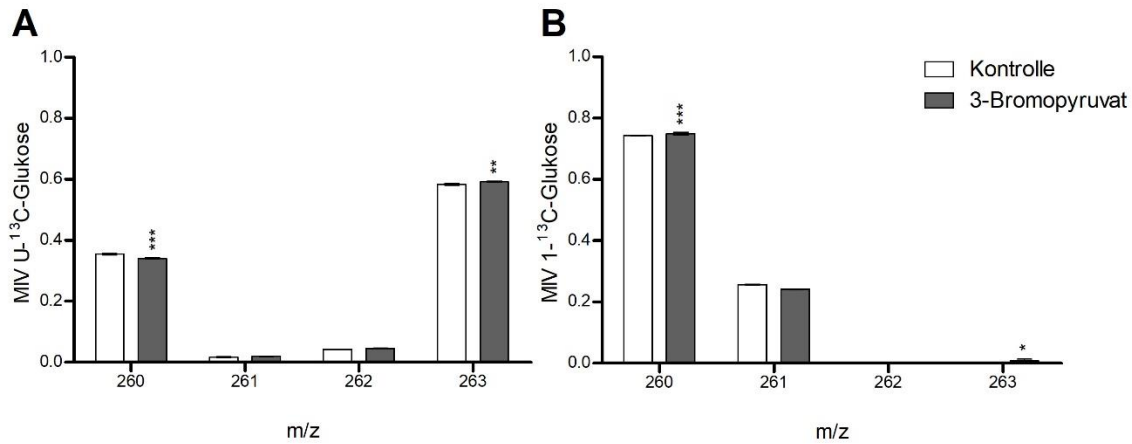 A
MIV U-¹³C-Glukose
1.0
0.8
0.6
0.4
0.2
0.0
***
**
260 261 262 263
m/z
B
MIV 1-¹³C-Glukose
1.0
0.8
0.6
0.4
0.2
0.0
***
*
260 261 262 263
m/z
Kontrolle
3-Bromopyruvat